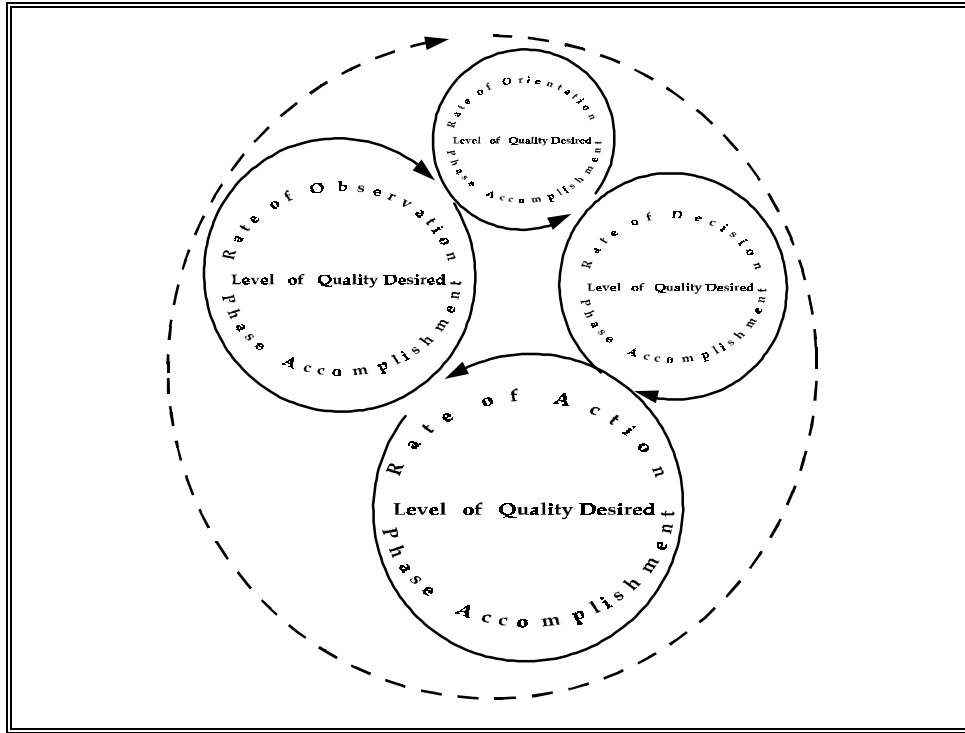 Rate of Orientation
Level of Quality Desired
Phase Accomplishment
Rate of Observation
Level of Quality Desired
Phase Accomplishment
Rate of Decision
Level of Quality Desired
Phase Accomplishment
Rate of Action
Level of Quality Desired
Phase Accomplishment